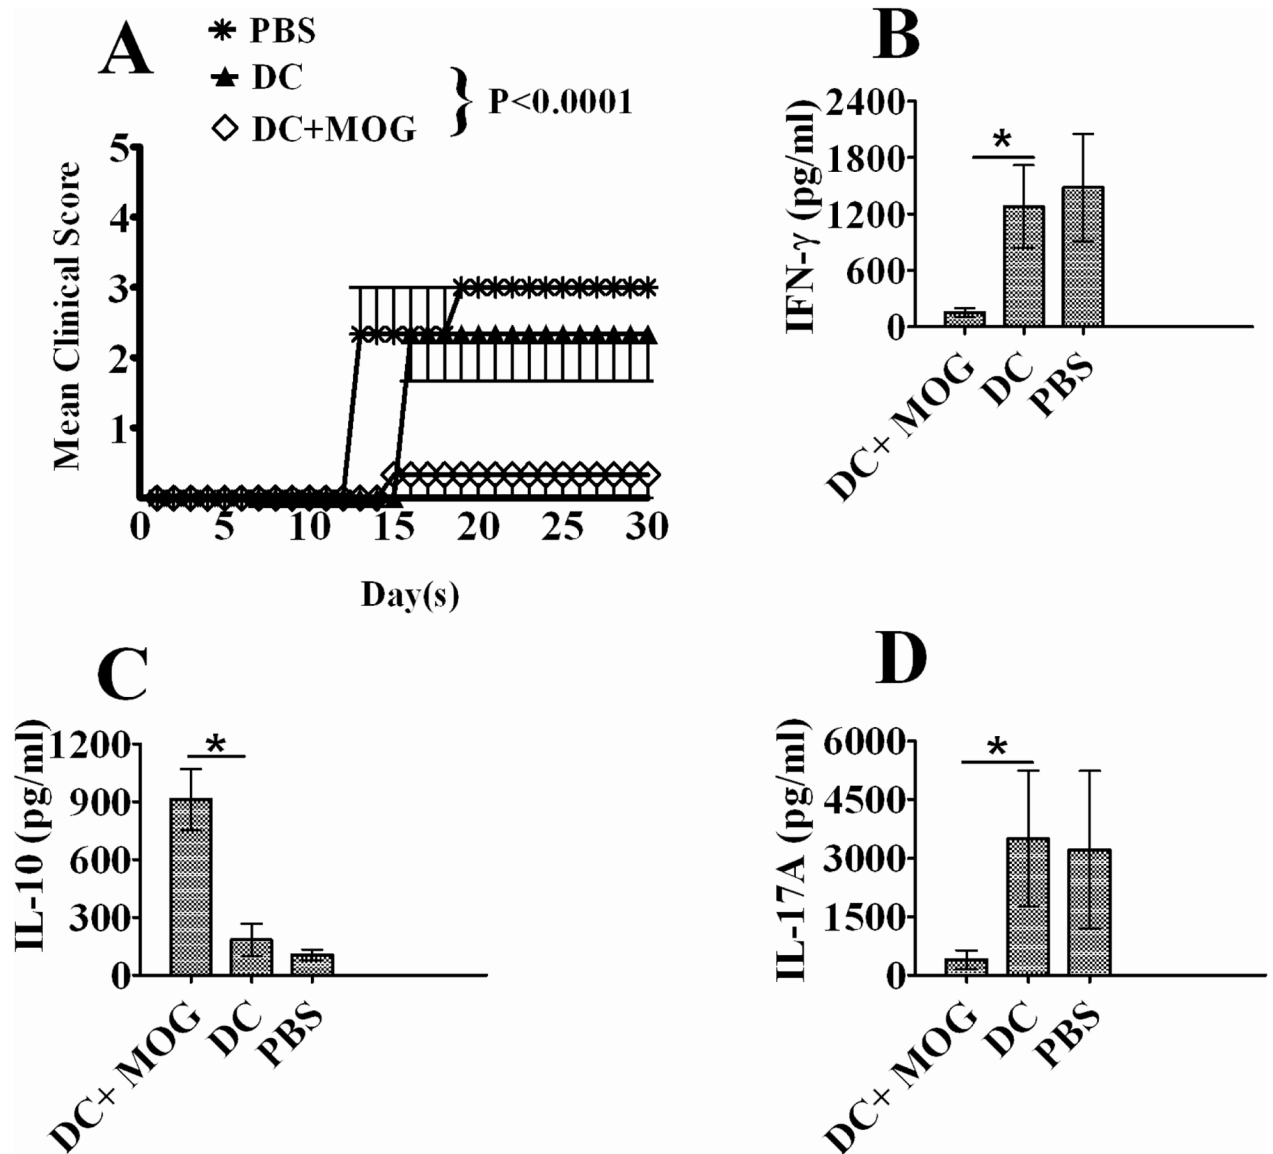 A
PBS
DC
DC+MOG
P<0.0001
Mean Clinical Score
5
4
3
2
1
0 5 10 15 20 25 30
Day(s)
B
IFN-γ (pg/ml)
2400
1800
1200
600
0
*
DC+ MOG
DC
PBS
C
IL-10 (pg/ml)
1200
900
600
300
0
*
DC+ MOG
DC
PBS
D
IL-17A (pg/ml)
6000
4500
3000
1500
0
*
DC+ MOG
DC
PBS